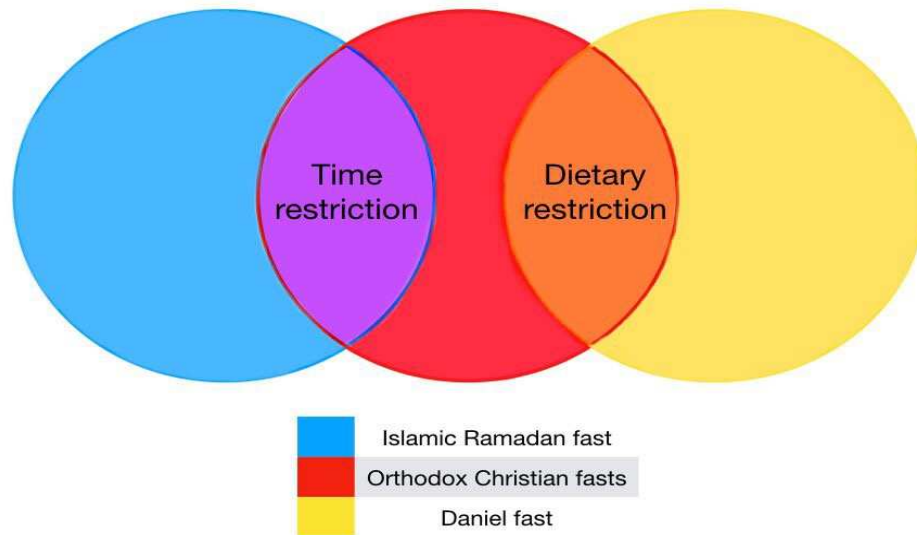 Time
restriction
Dietary
restriction
Islamic Ramadan fast
Orthodox Christian fasts
Daniel fast